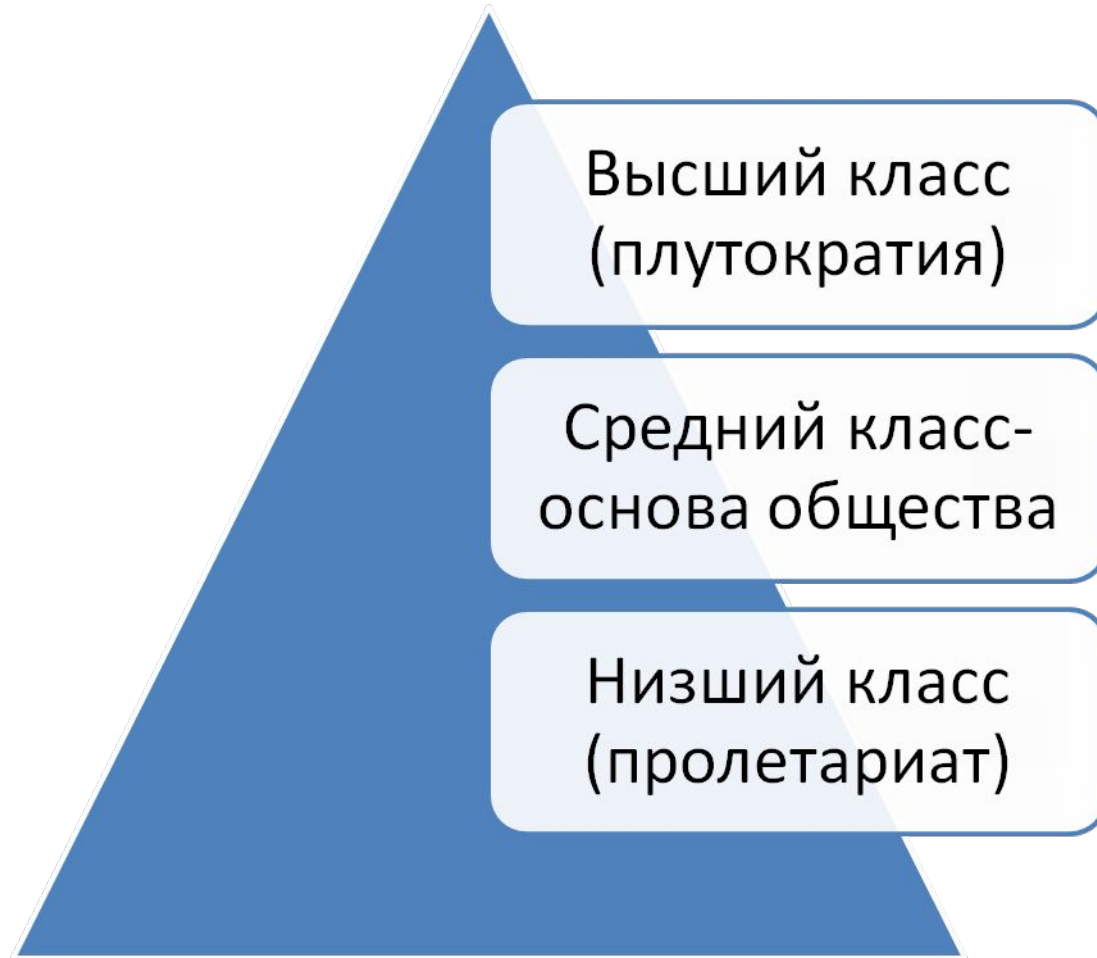 Высший класс
(плутократия)
Средний класс-
основа общества
Низший класс
(пролетариат)